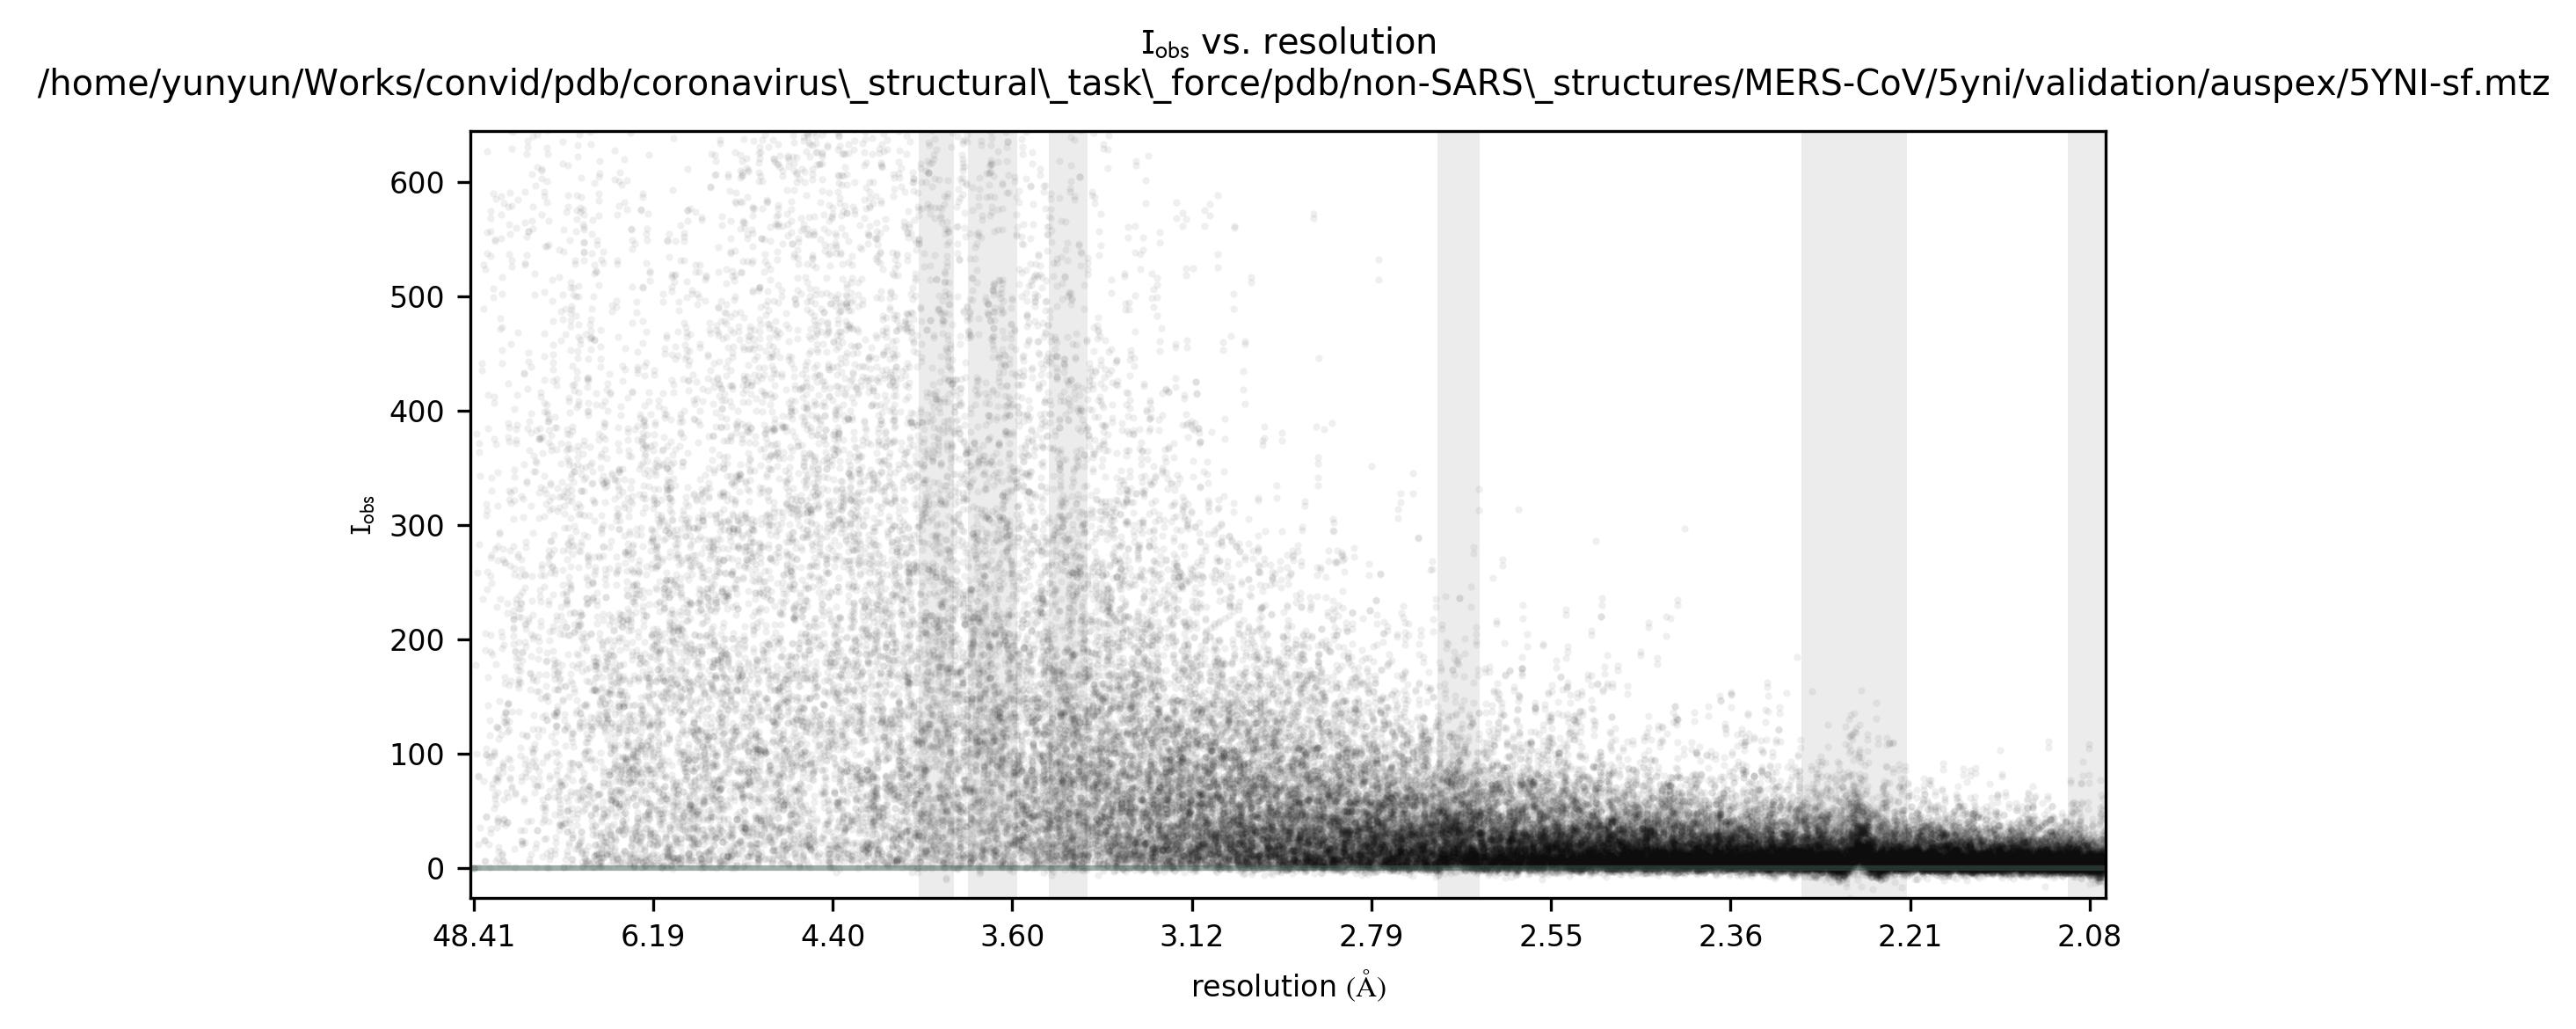 I_obs vs. resolution
/home/yunyun/Works/convid/pdb/coronavirus\_structural\_task\_force/pdb/non-SARS\_structures/MERS-CoV/5yni/validation/auspex/5YNI-sf.mtz
600
500
400
300
200
100
0
I_obs
48.41 6.19 4.40 3.60 3.12 2.79 2.55 2.36 2.21 2.08
resolution (Å)